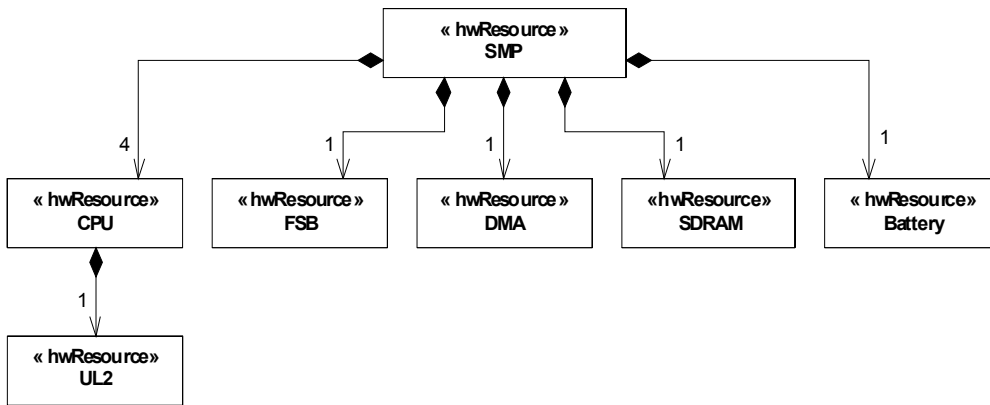 « hwResource »
SMP
4
1
1
1
1
« hwResource»
CPU
« hwResource»
FSB
« hwResource »
DMA
«hwResource»
SDRAM
« hwResource»
Battery
1
« hwResource»
UL2